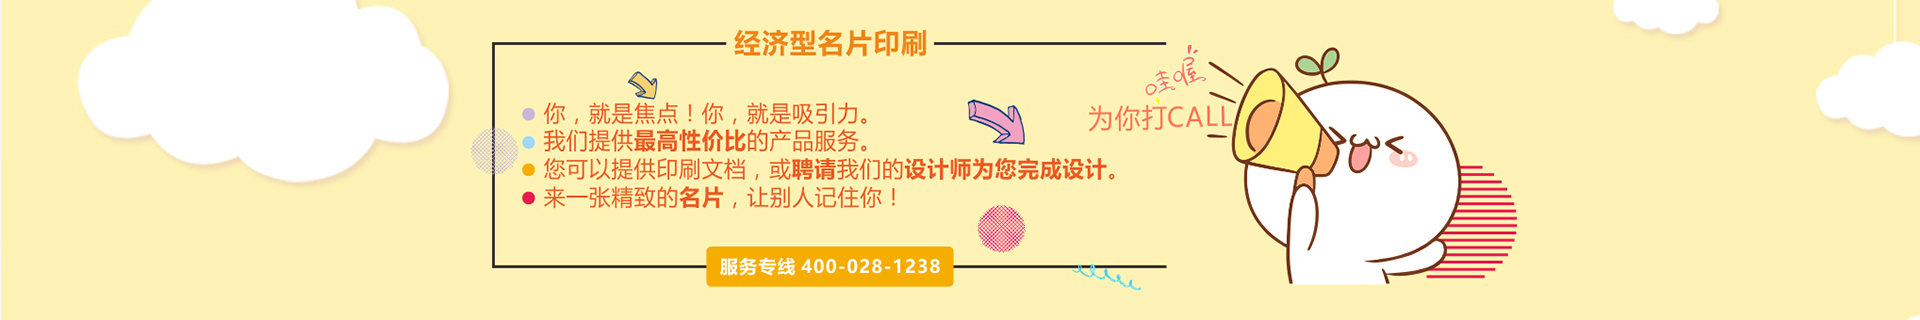 经济型名片印刷
你，就是焦点！你，就是吸引力。
我们提供最高性价比的产品服务。
您可以提供印刷文档，或聘请我们的设计师为您完成设计。
来一张精致的名片，让别人记住你！
服务专线 400-028-1238
哇喔
为你打CALL